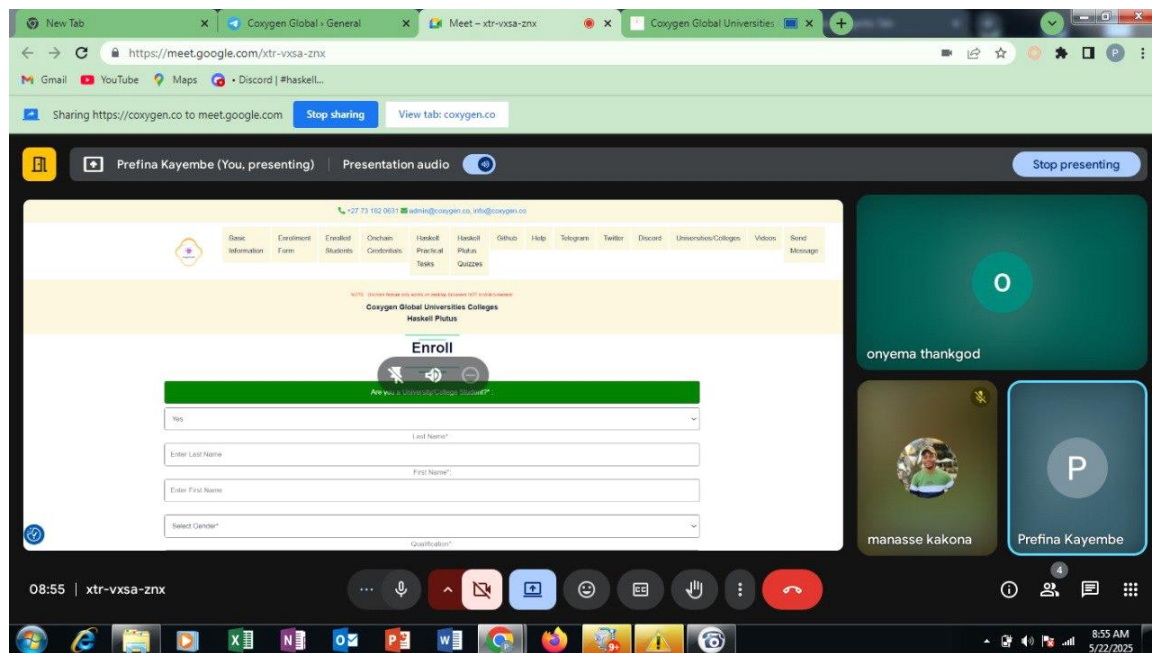 New Tab
Coxygen Global › General
Meet – xtr-vxsa-znx
Coxygen Global Universities
https://meet.google.com/xtr-vxsa-znx
Gmail YouTube Maps • Discord | #haskell...
Sharing https://coxygen.co to meet.google.com Stop sharing View tab: coxygen.co
Prefina Kayembe (You, presenting) Presentation audio Stop presenting
+27 73 182 0631 admin@coxygen.co, info@coxygen.co
Basic Information
Enrolment Form
Enrolled Students
Onchain Credentials
Haskell Practical Tasks
Haskell Plutus Quizzes
Github
Help
Telegram
Twitter
Discord
Universities/Colleges
Videos
Send Message
Coxygen Global Universities Colleges
Haskell Plutus
Enroll
Are you a University/College Student?* :
Yes
Last Name*
Enter Last Name
First Name*:
Enter First Name
Select Gender*
Qualification*:
O
onyema thankgod
manasse kakona
P
Prefina Kayembe
08:55 | xtr-vxsa-znx
4
8:55 AM
5/22/2025